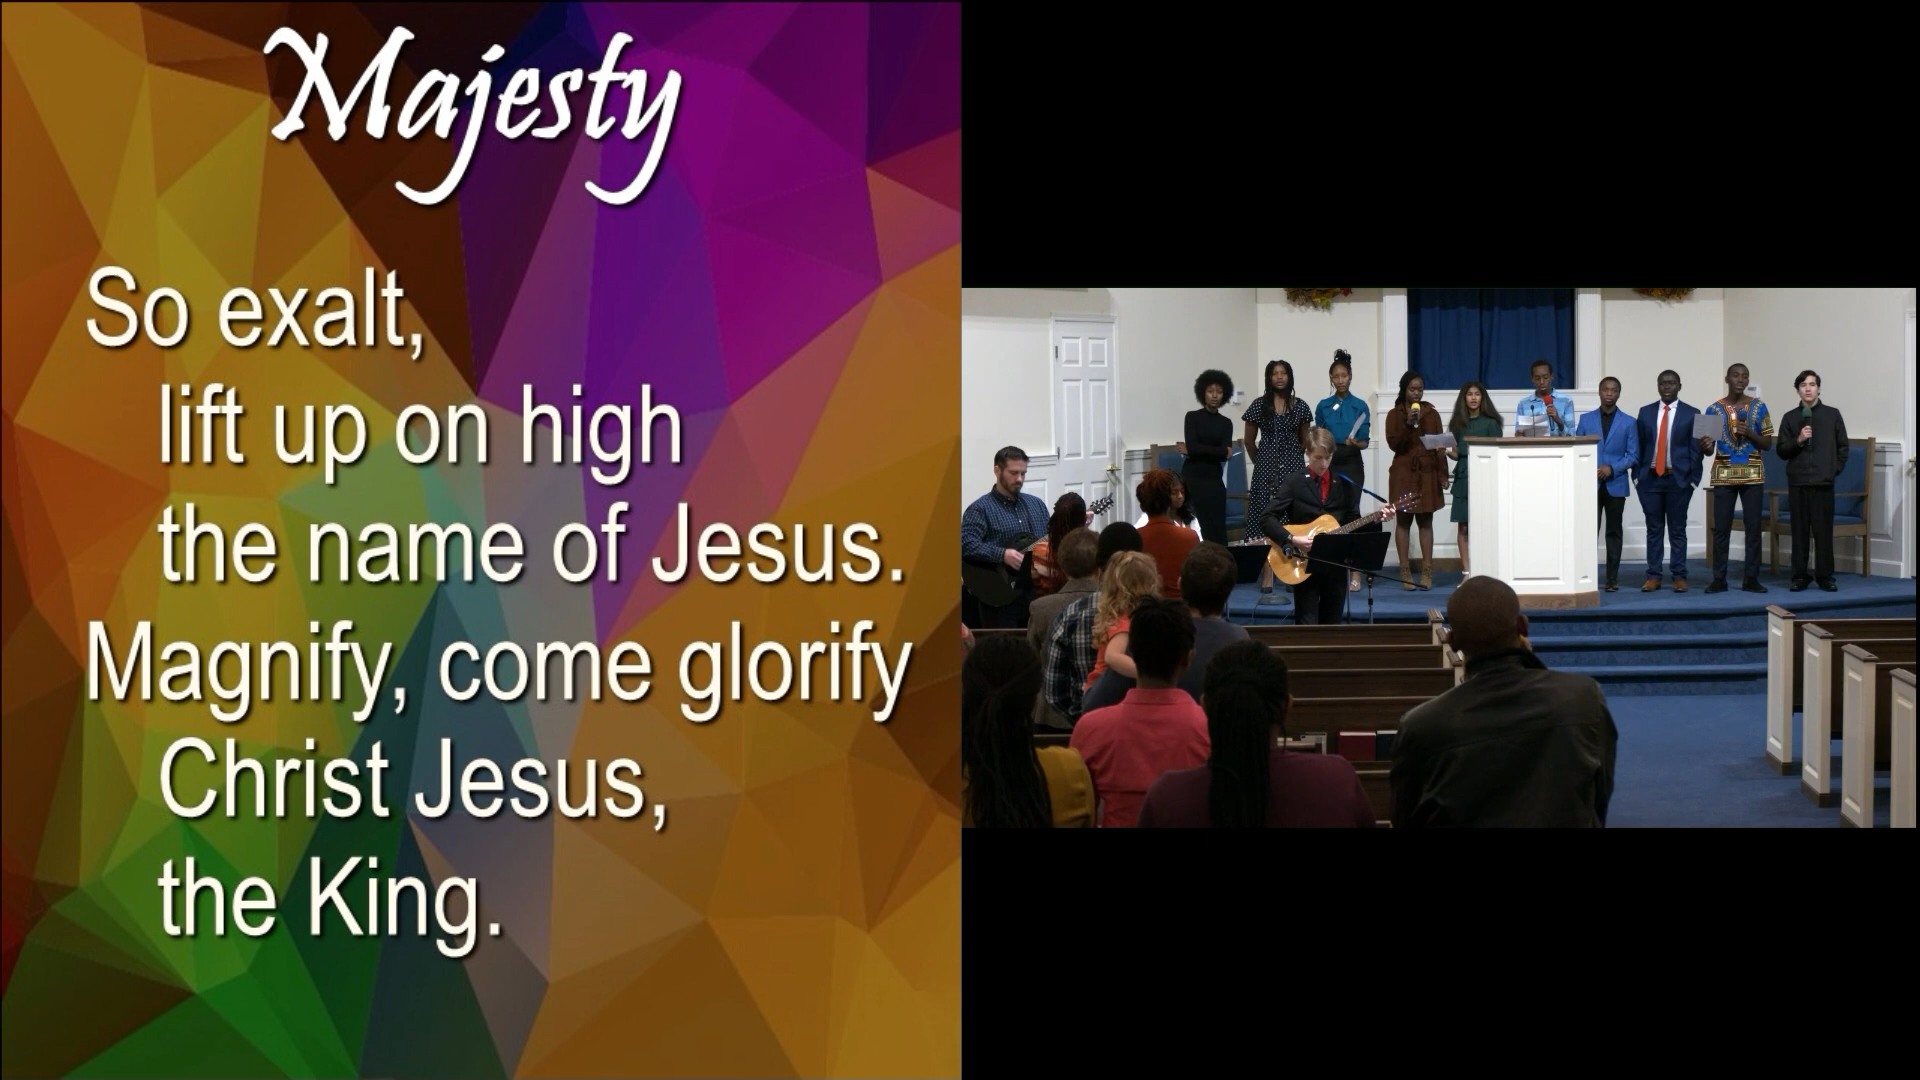 Majesty
So exalt,
lift up on high
the name of Jesus.
Magnify, come glorify
Christ Jesus,
the King.